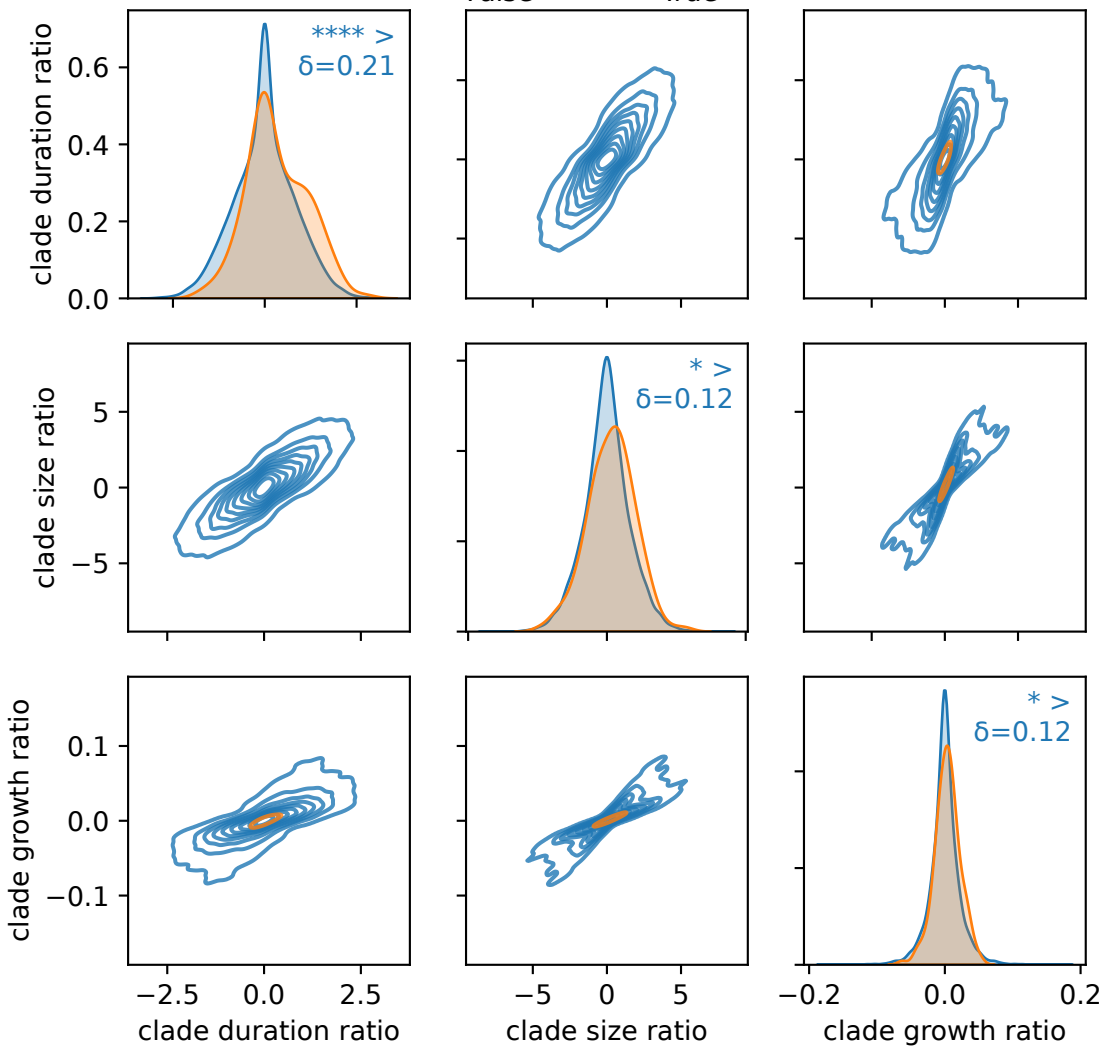 clade duration ratio
0.6
0.4
0.2
0.0
**** >
δ=0.21
clade size ratio
5
0
−5
* >
δ=0.12
clade growth ratio
0.1
0.0
−0.1
* >
δ=0.12
−2.5 0.0 2.5
−5 0 5
−0.2 0.0 0.2
clade duration ratio
clade size ratio
clade growth ratio